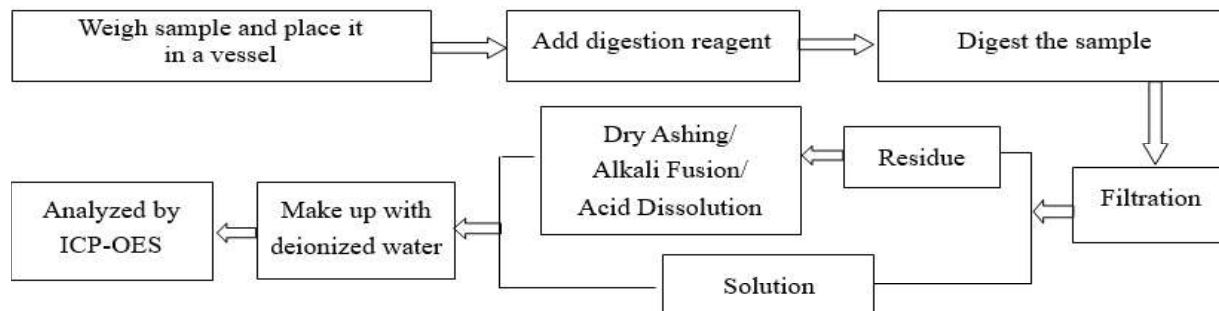 Weigh sample and place it
in a vessel
Add digestion reagent
Digest the sample
Filtration
Residue
Dry Ashing/
Alkali Fusion/
Acid Dissolution
Solution
Make up with
deionized water
Analyzed by
ICP-OES